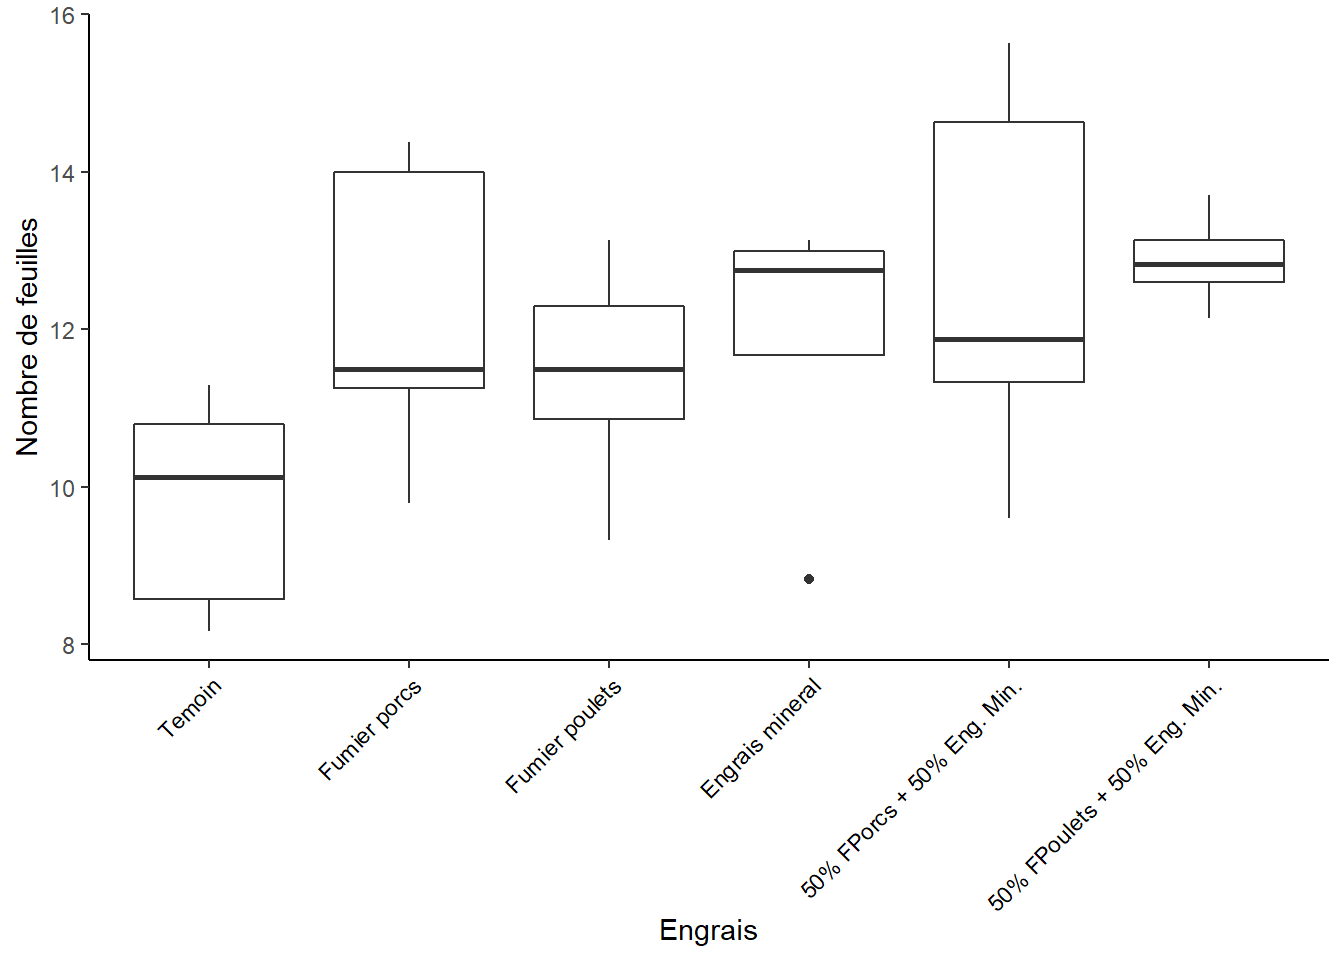 Nombre de feuilles
16
14
12
10
8
Temoin
Fumier porcs
Fumier poulets
Engrais mineral
50% FPorcs + 50% Eng. Min.
50% FPoulets + 50% Eng. Min.
Engrais